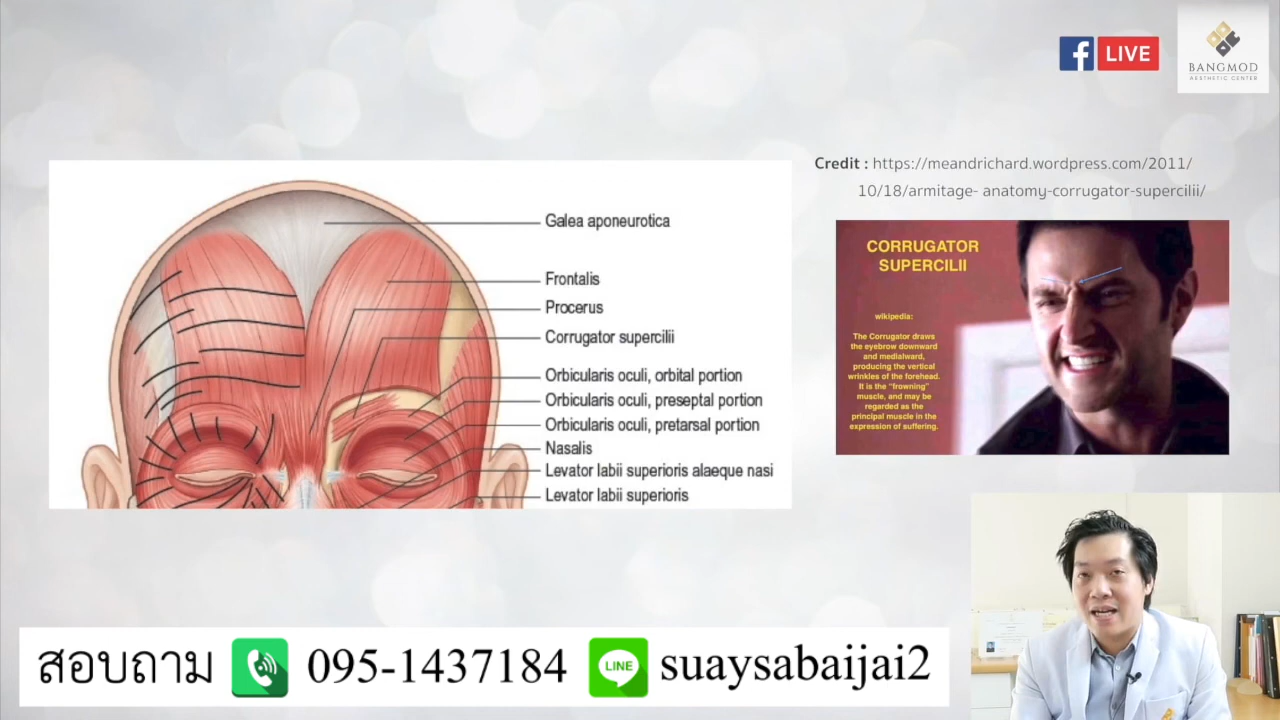 LIVE
BANGMOD
AESTHETIC CENTER
Credit : https://meandrichard.wordpress.com/2011/
10/18/armitage- anatomy-corrugator-supercilii/
Galea aponeurotica
Frontalis
Procerus
Corrugator supercilii
Orbicularis oculi, orbital portion
Orbicularis oculi, preseptal portion
Orbicularis oculi, pretarsal portion
Nasalis
Levator labii superioris alaeque nasi
Levator labii superioris
CORRUGATOR
SUPERCILII
wikipedia:
The Corrugator draws
the eyebrow downward
and medialward,
producing the vertical
wrinkles of the forehead.
It is the "frowning"
muscle, and may be
regarded as the
principal muscle in the
expression of suffering.
สอบถาม 095-1437184 LINE suaysabaijai2